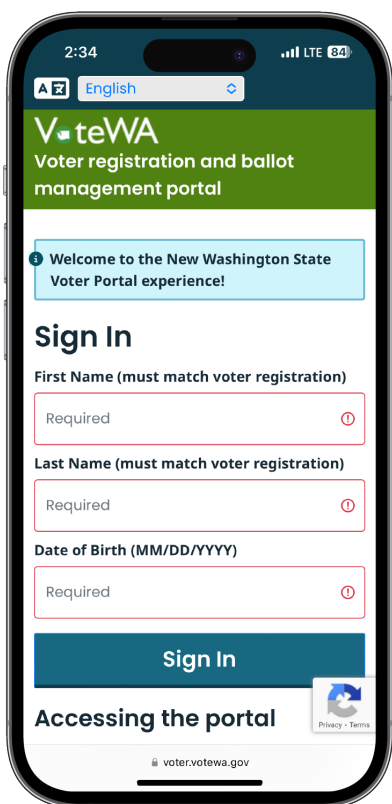 2:34 LTE 84
English
VoteWA
Voter registration and ballot
management portal
Welcome to the New Washington State
Voter Portal experience!
Sign In
First Name (must match voter registration)
Required
Last Name (must match voter registration)
Required
Date of Birth (MM/DD/YYYY)
Required
Sign In
Accessing the portal
Privacy - Terms
voter.votewa.gov